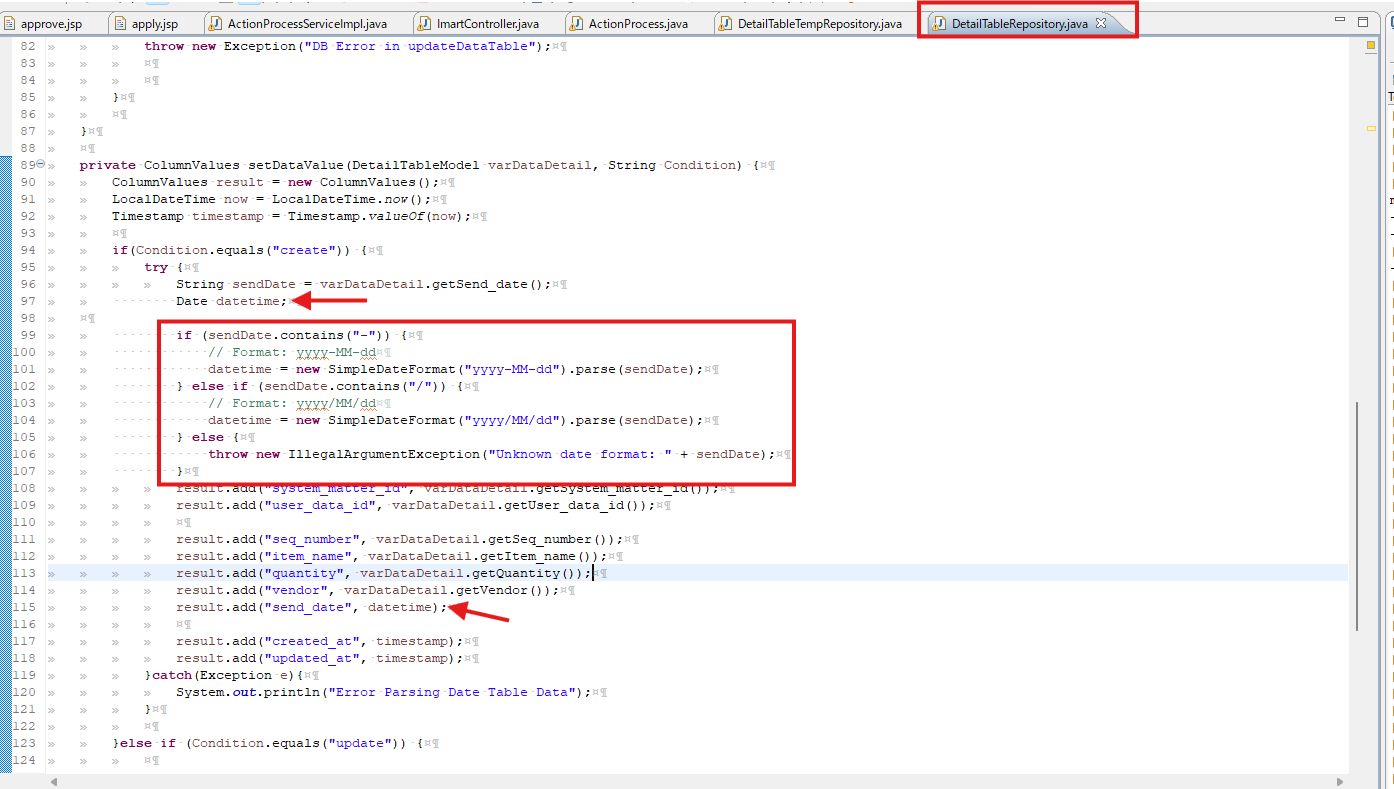 approve.jsp apply.jsp ActionProcessServiceImpl.java ImartController.java ActionProcess.java DetailTableTempRepository.java DetailTableRepository.java
82 throw new Exception("DB Error in updateDataTable");
83
84
85 }
86
87 }
88
89 private ColumnValues setDataValue(DetailTableModel varDataDetail, String Condition) {
90 ColumnValues result = new ColumnValues();
91 LocalDateTime now = LocalDateTime.now();
92 Timestamp timestamp = Timestamp.valueOf(now);
93
94 if(Condition.equals("create")) {
95 try {
96 String sendDate = varDataDetail.getSend_date();
97 Date datetime;
98
99 if (sendDate.contains("-")) {
100 // Format: yyyy-MM-dd
101 datetime = new SimpleDateFormat("yyyy-MM-dd").parse(sendDate);
102 } else if (sendDate.contains("/")) {
103 // Format: yyyy/MM/dd
104 datetime = new SimpleDateFormat("yyyy/MM/dd").parse(sendDate);
105 } else {
106 throw new IllegalArgumentException("Unknown date format: " + sendDate);
107 }
108 result.add("system_matter_id", varDataDetail.getSystem_matter_id());
109 result.add("user_data_id", varDataDetail.getUser_data_id());
110
111 result.add("seq_number", varDataDetail.getSeq_number());
112 result.add("item_name", varDataDetail.getItem_name());
113 result.add("quantity", varDataDetail.getQuantity());
114 result.add("vendor", varDataDetail.getVendor());
115 result.add("send_date", datetime);
116
117 result.add("created_at", timestamp);
118 result.add("updated_at", timestamp);
119 }catch(Exception e){
120 System.out.println("Error Parsing Date Table Data");
121 }
122
123 }else if (Condition.equals("update")) {
124